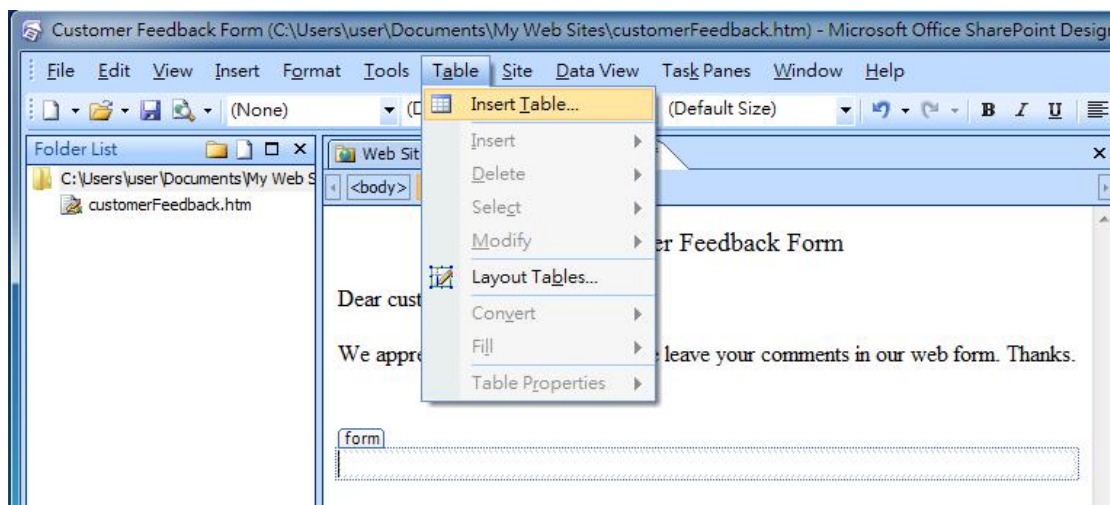 Customer Feedback Form (C:\Users\user\Documents\My Web Sites\customerFeedback.htm) - Microsoft Office SharePoint Desig
File Edit View Insert Format Tools Table Site Data View Task Panes Window Help
(None) (Default Size) B I U
Insert Table...
Insert
Delete
Select
Modify
Layout Tables...
Convert
Fill
Table Properties
Folder List
C:\Users\user\Documents\My Web S
customerFeedback.htm
Web Sit
<body>
er Feedback Form
Dear cust
We appre leave your comments in our web form. Thanks.
form